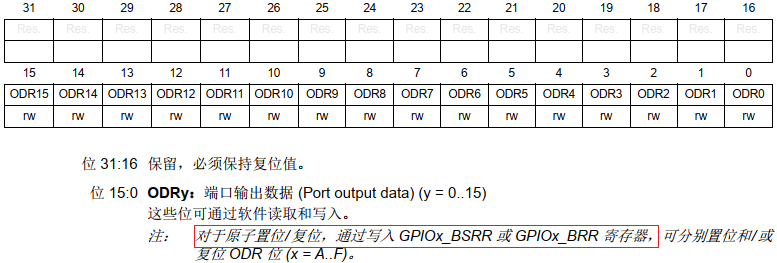 31 30 29 28 27 26 25 24 23 22 21 20 19 18 17 16
Res. Res. Res. Res. Res. Res. Res. Res. Res. Res. Res. Res. Res. Res. Res. Res.
15 14 13 12 11 10 9 8 7 6 5 4 3 2 1 0
ODR15 ODR14 ODR13 ODR12 ODR11 ODR10 ODR9 ODR8 ODR7 ODR6 ODR5 ODR4 ODR3 ODR2 ODR1 ODR0
rw rw rw rw rw rw rw rw rw rw rw rw rw rw rw rw
位 31:16 保留，必须保持复位值。
位 15:0 ODRy：端口输出数据 (Port output data) (y = 0..15)
这些位可通过软件读取和写入。
注： 对于原子置位/复位，通过写入 GPIOx_BSRR 或 GPIOx_BRR 寄存器，可分别置位和/或
复位 ODR 位 (x = A..F)。